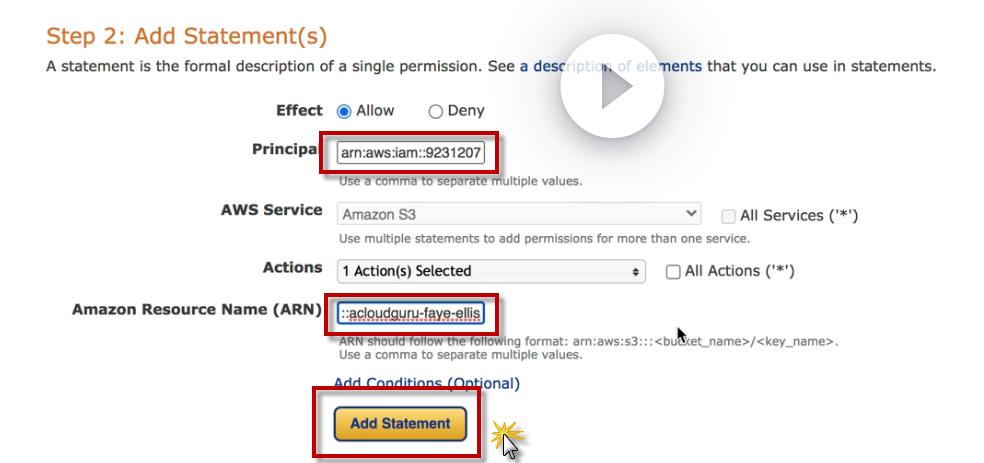 Step 2: Add Statement(s)
A statement is the formal description of a single permission. See a description of elements that you can use in statements.
Effect Allow Deny
Principal arn:aws:iam::9231207
Use a comma to separate multiple values.
AWS Service Amazon S3 All Services ('*')
Use multiple statements to add permissions for more than one service.
Actions 1 Action(s) Selected All Actions ('*')
Amazon Resource Name (ARN) ::acloudguru-faye-ellis
ARN should follow the following format: arn:aws:s3:::<bucket_name>/<key_name>.
Use a comma to separate multiple values.
Add Conditions (Optional)
Add Statement